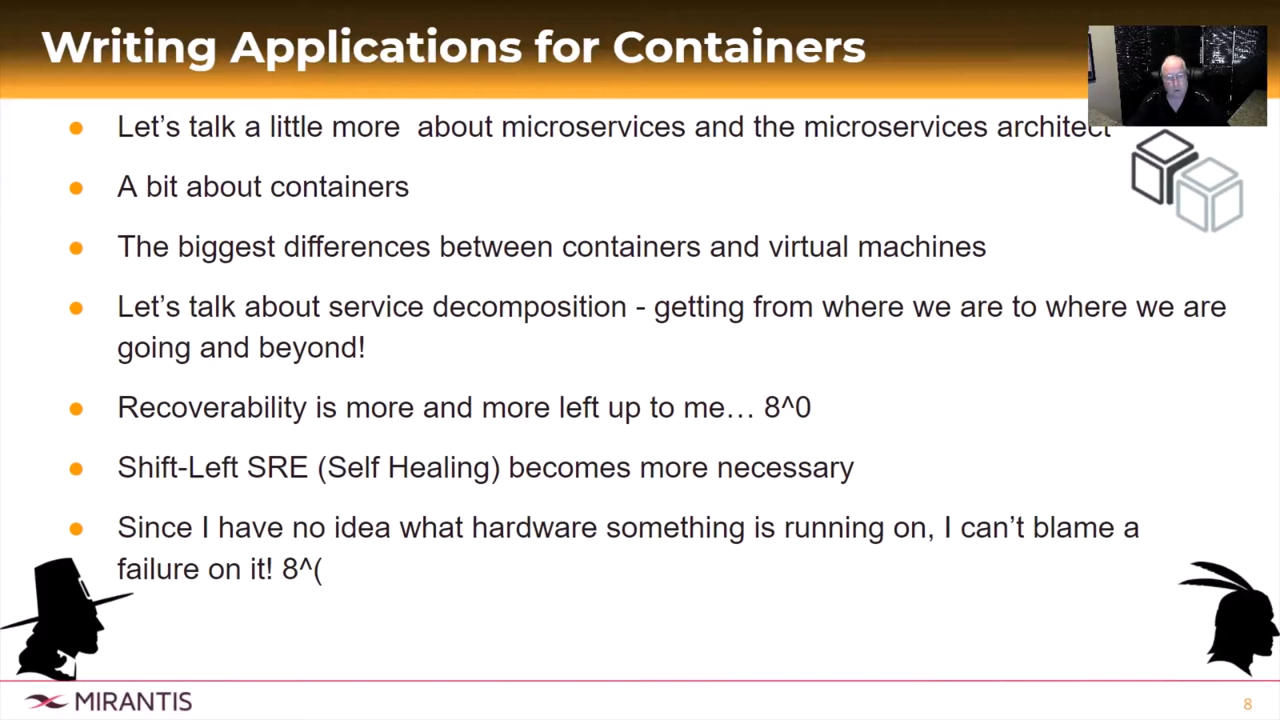 Writing Applications for Containers
Let's talk a little more  about microservices and the microservices architect
A bit about containers
The biggest differences between containers and virtual machines
Let's talk about service decomposition - getting from where we are to where we are
going and beyond!
Recoverability is more and more left up to me… 8^0
Shift-Left SRE (Self Healing) becomes more necessary
Since I have no idea what hardware something is running on, I can't blame a
failure on it! 8^(
MIRANTIS
8